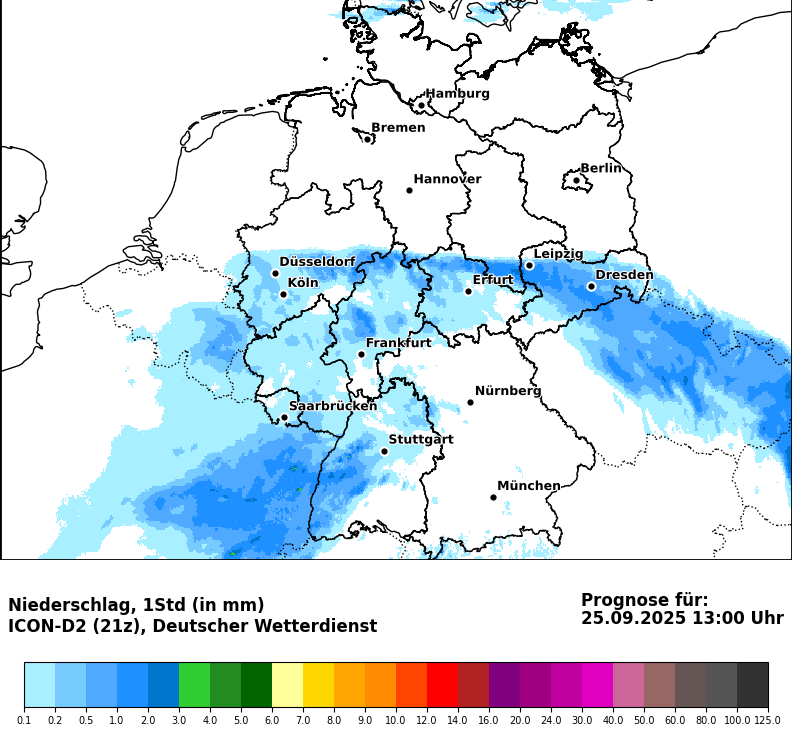 Hamburg
Bremen
Berlin
Hannover
Leipzig
Düsseldorf
Dresden
Erfurt
Köln
Frankfurt
Nürnberg
Saarbrücken
Stuttgart
München
Niederschlag, 1Std (in mm)
ICON-D2 (21z), Deutscher Wetterdienst
Prognose für:
25.09.2025 13:00 Uhr
0.1 0.2 0.5 1.0 2.0 3.0 4.0 5.0 6.0 7.0 8.0 9.0 10.0 12.0 14.0 16.0 20.0 24.0 30.0 40.0 50.0 60.0 80.0 100.0 125.0